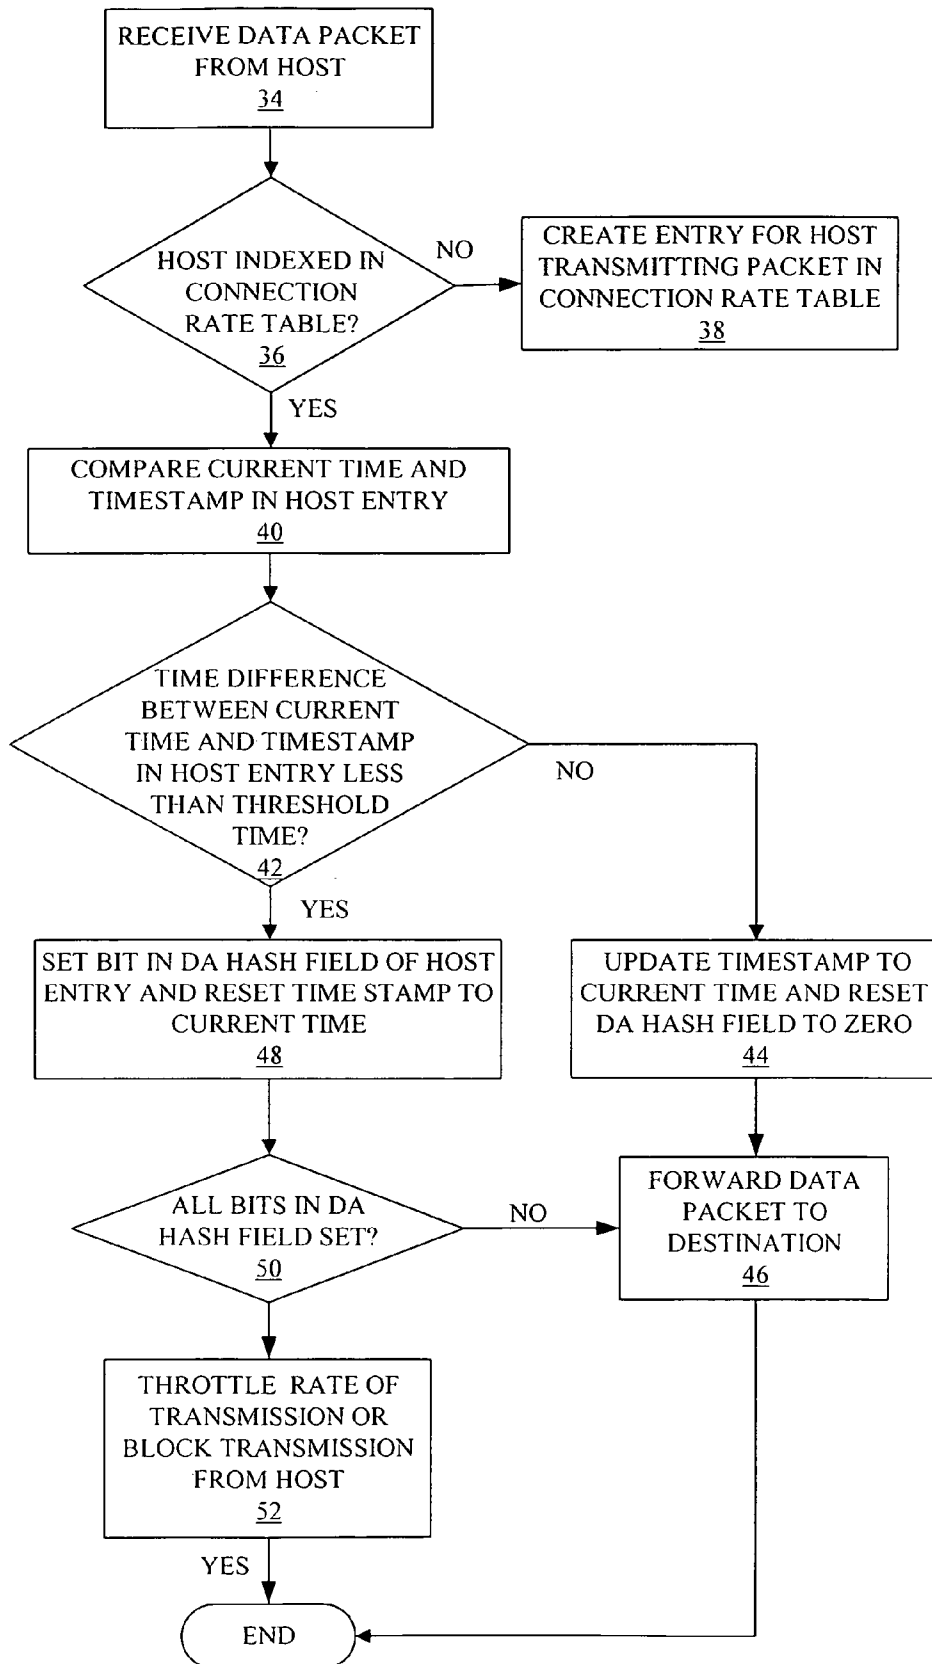 RECEIVE DATA PACKET
FROM HOST
34
HOST INDEXED IN
CONNECTION
RATE TABLE?
36
NO
CREATE ENTRY FOR HOST
TRANSMITTING PACKET IN
CONNECTION RATE TABLE
38
YES
COMPARE CURRENT TIME AND
TIMESTAMP IN HOST ENTRY
40
TIME DIFFERENCE
BETWEEN CURRENT
TIME AND TIMESTAMP
IN HOST ENTRY LESS
THAN THRESHOLD
TIME?
42
NO
YES
SET BIT IN DA HASH FIELD OF HOST
ENTRY AND RESET TIME STAMP TO
CURRENT TIME
48
UPDATE TIMESTAMP TO
CURRENT TIME AND RESET
DA HASH FIELD TO ZERO
44
ALL BITS IN DA
HASH FIELD SET?
50
NO
FORWARD DATA
PACKET TO
DESTINATION
46
THROTTLE RATE OF
TRANSMISSION OR
BLOCK TRANSMISSION
FROM HOST
52
YES
END